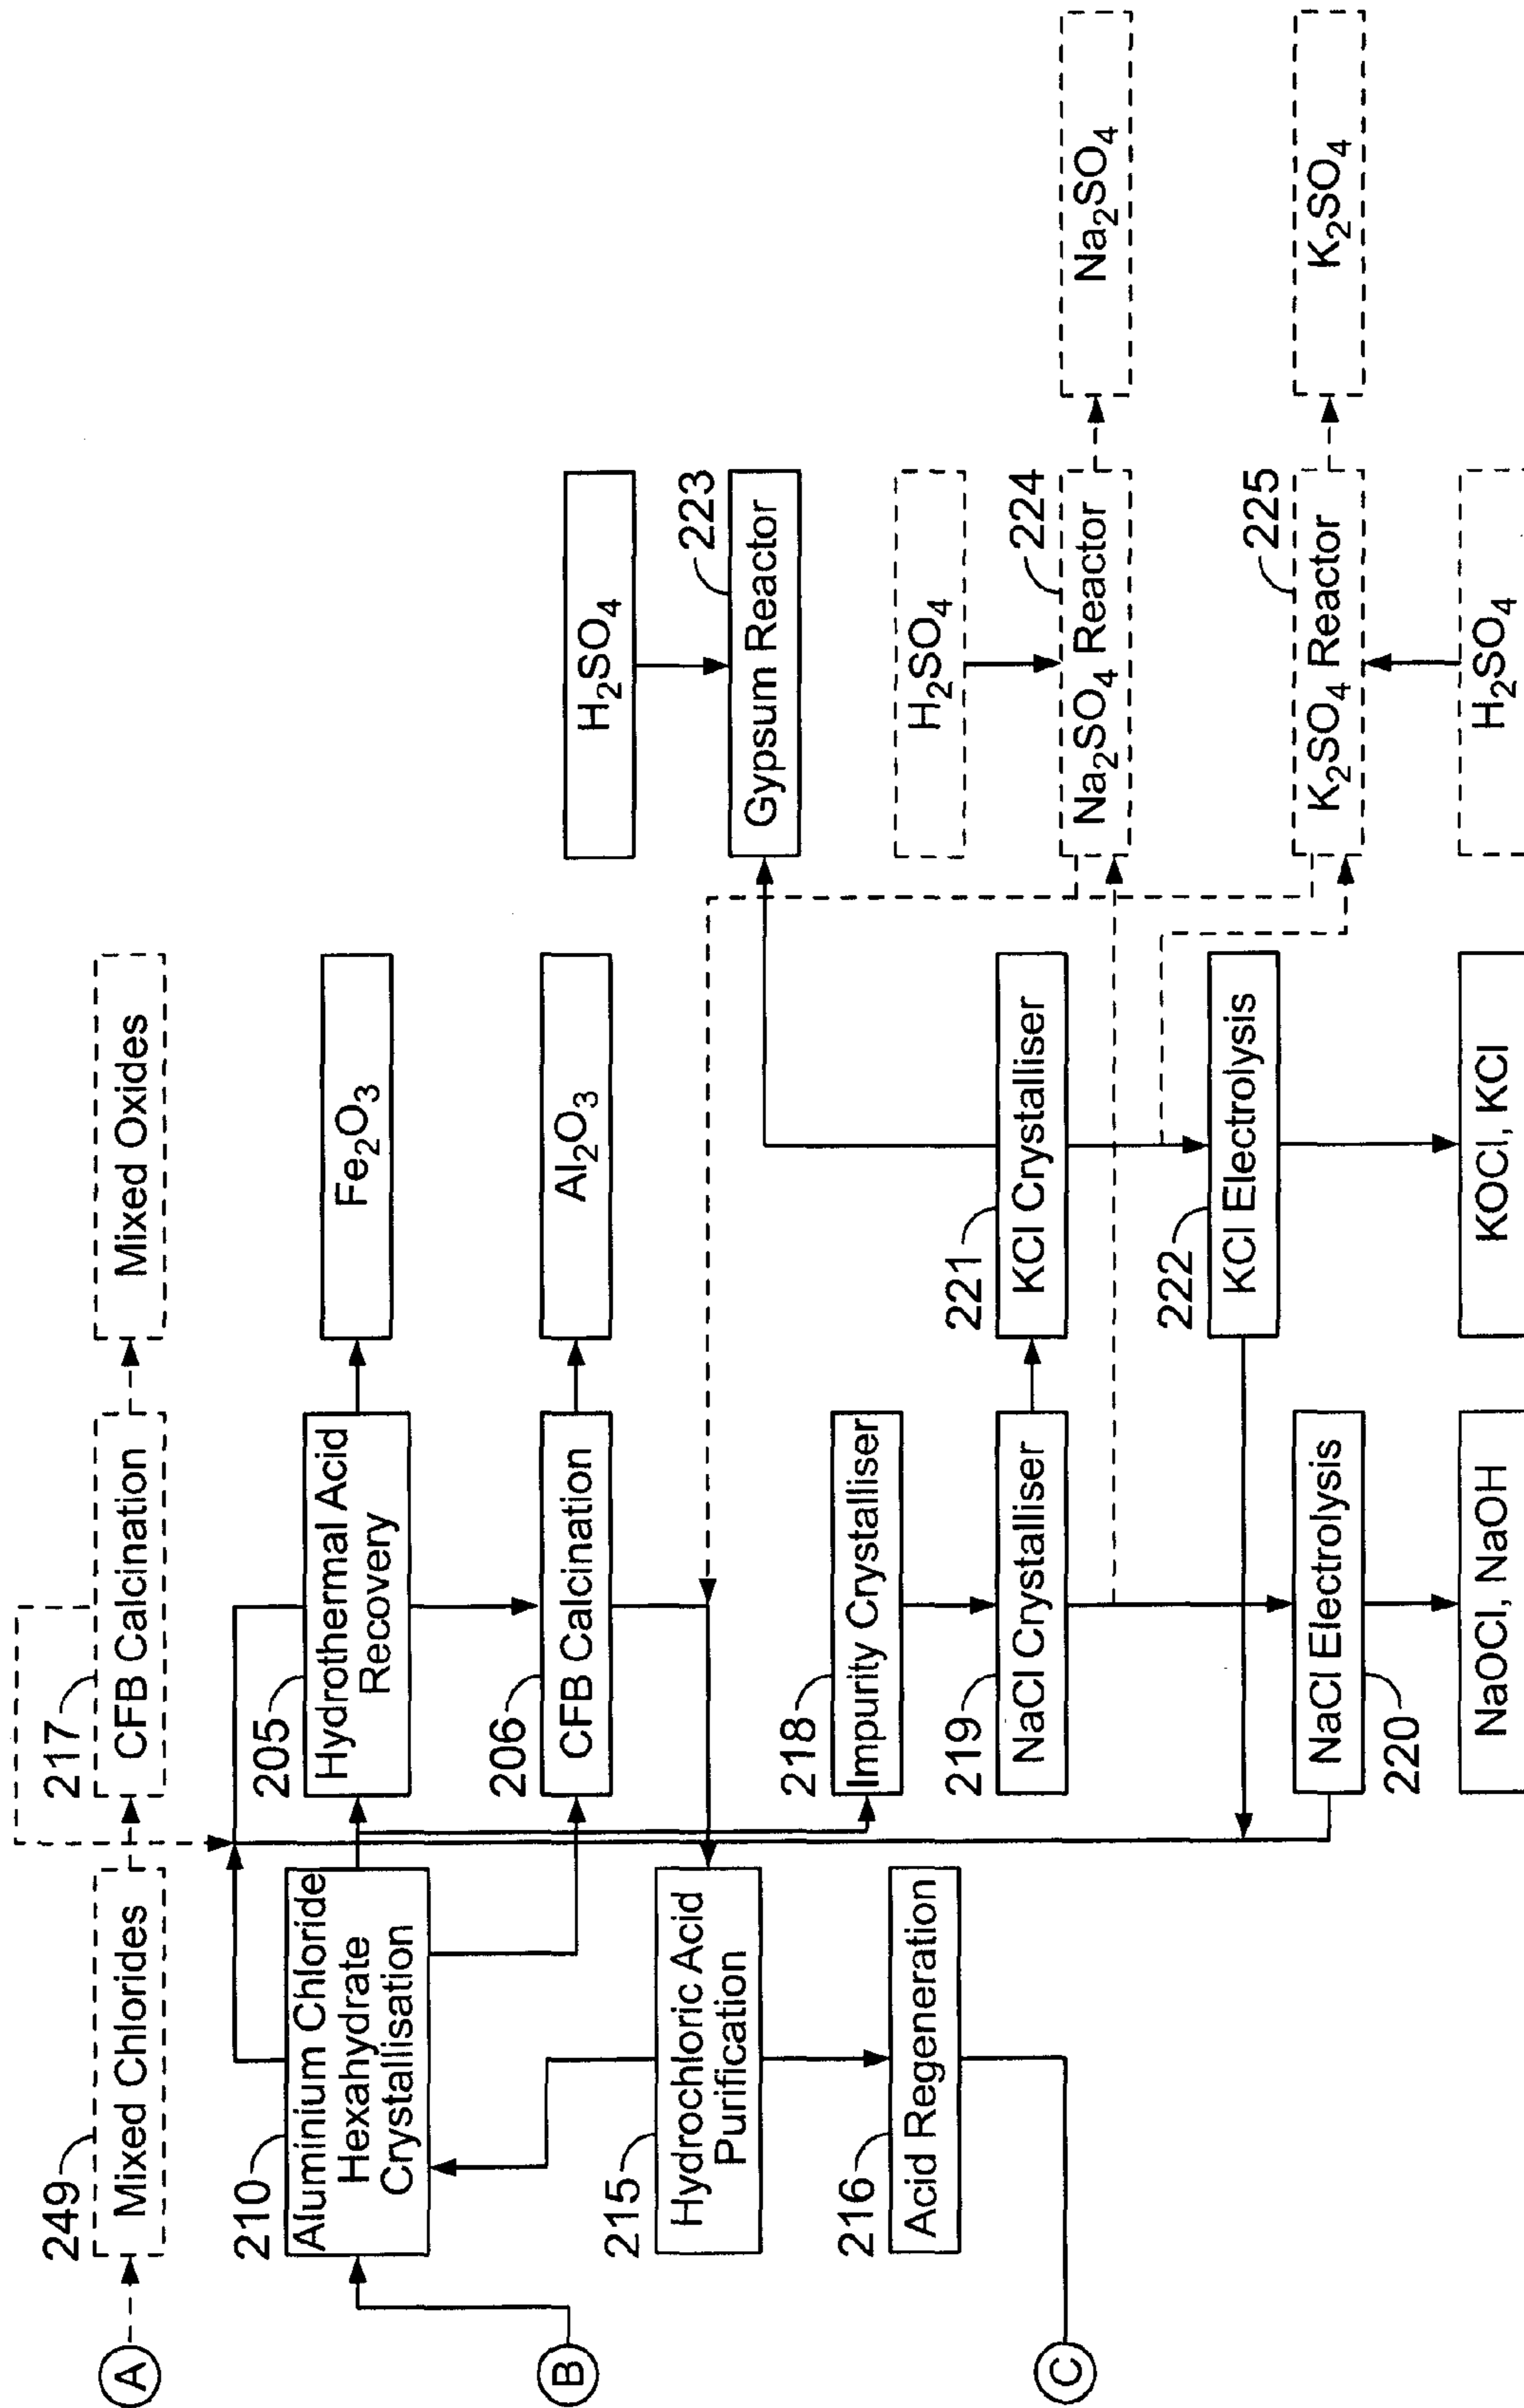 A
249
Mixed Chlorides
217
CFB Calcination
Mixed Oxides
210
Aluminium Chloride
Hexahydrate
Crystallisation
205
Hydrothermal Acid
Recovery
Fe₂O₃
B
206
CFB Calcination
Al₂O₃
H₂SO₄
215
Hydrochloric Acid
Purification
223
Gypsum Reactor
216
Acid Regeneration
218
Impurity Crystalliser
H₂SO₄
C
219
NaCl Crystalliser
221
KCl Crystalliser
224
Na₂SO₄ Reactor
Na₂SO₄
222
KCl Electrolysis
225
K₂SO₄ Reactor
K₂SO₄
NaCl Electrolysis
220
NaOCl, NaOH
KOCl, KCl
H₂SO₄